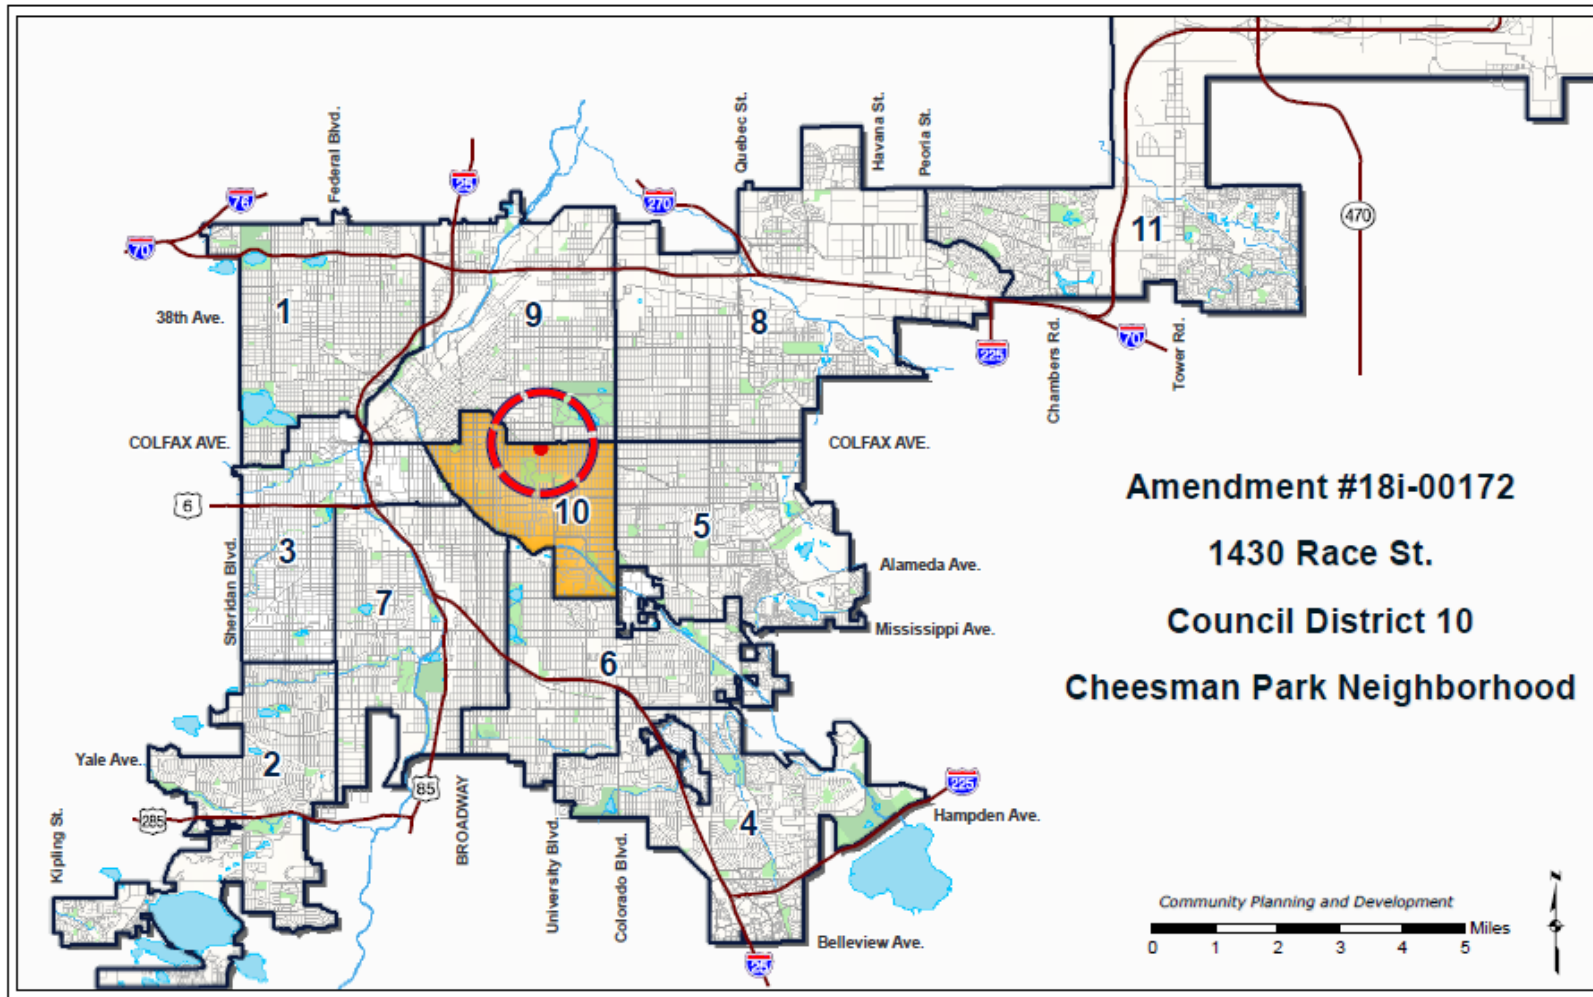 Federal Blvd.
Quebec St.
Havana St.
Peoria St.
76
25
270
70
470
11
1
9
8
38th Ave.
225
70
Chambers Rd.
Tower Rd.
COLFAX AVE.
COLFAX AVE.
6
10
5
3
Sheridan Blvd.
7
Alameda Ave.
Mississippi Ave.
6
Amendment #18i-00172
1430 Race St.
Council District 10
Cheesman Park Neighborhood
Yale Ave.
2
85
BROADWAY
225
285
4
Hampden Ave.
Kipling St.
University Blvd.
Colorado Blvd.
Belleview Ave.
25
Community Planning and Development
Miles
0 1 2 3 4 5
N